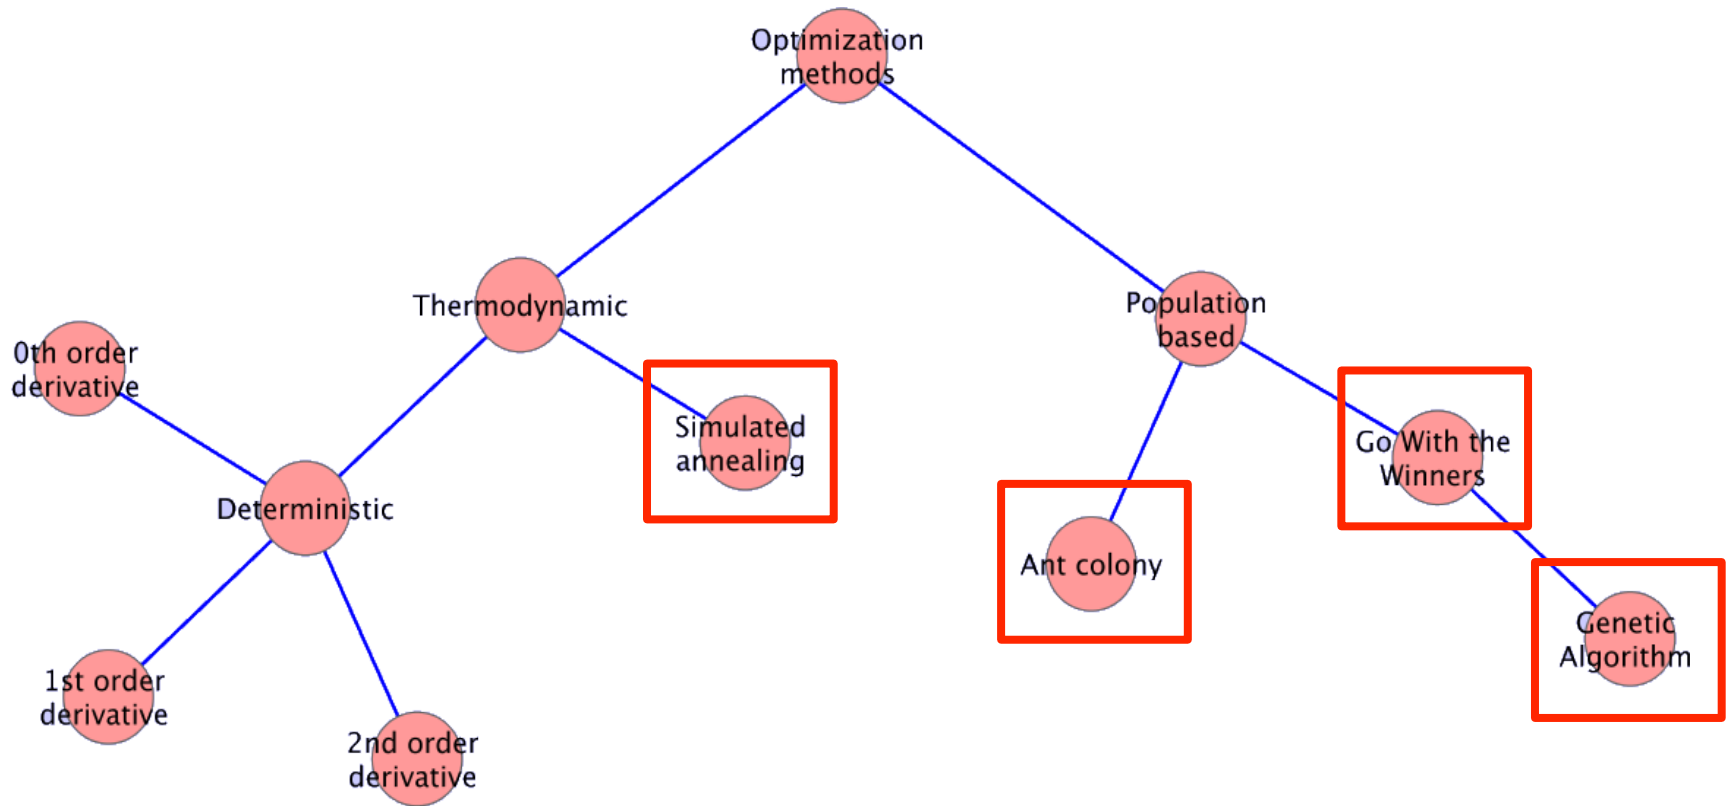 Optimization
methods
Thermodynamic
Population
based
0th order
derivative
Simulated
annealing
Go With the
Winners
Deterministic
Ant colony
Genetic
Algorithm
1st order
derivative
2nd order
derivative